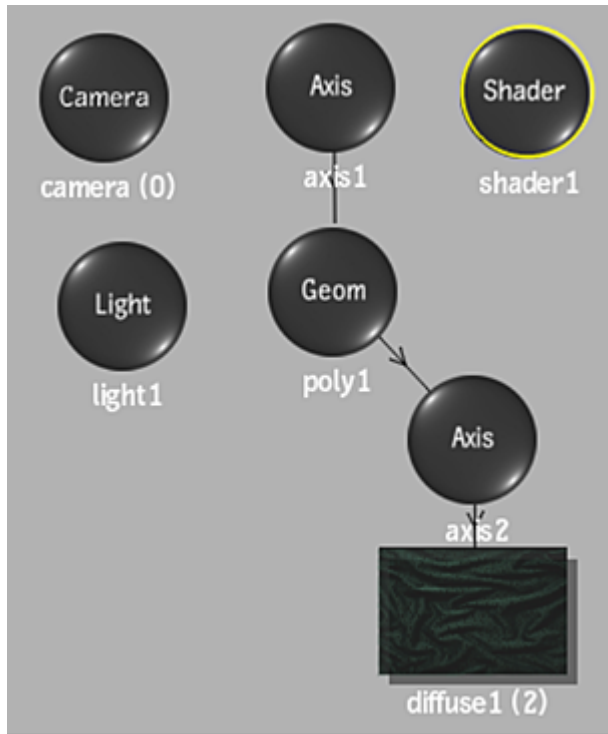 Camera
camera (0)
Axis
axis1
Shader
shader1
Light
light1
Geom
poly1
Axis
axis2
diffuse1 (2)